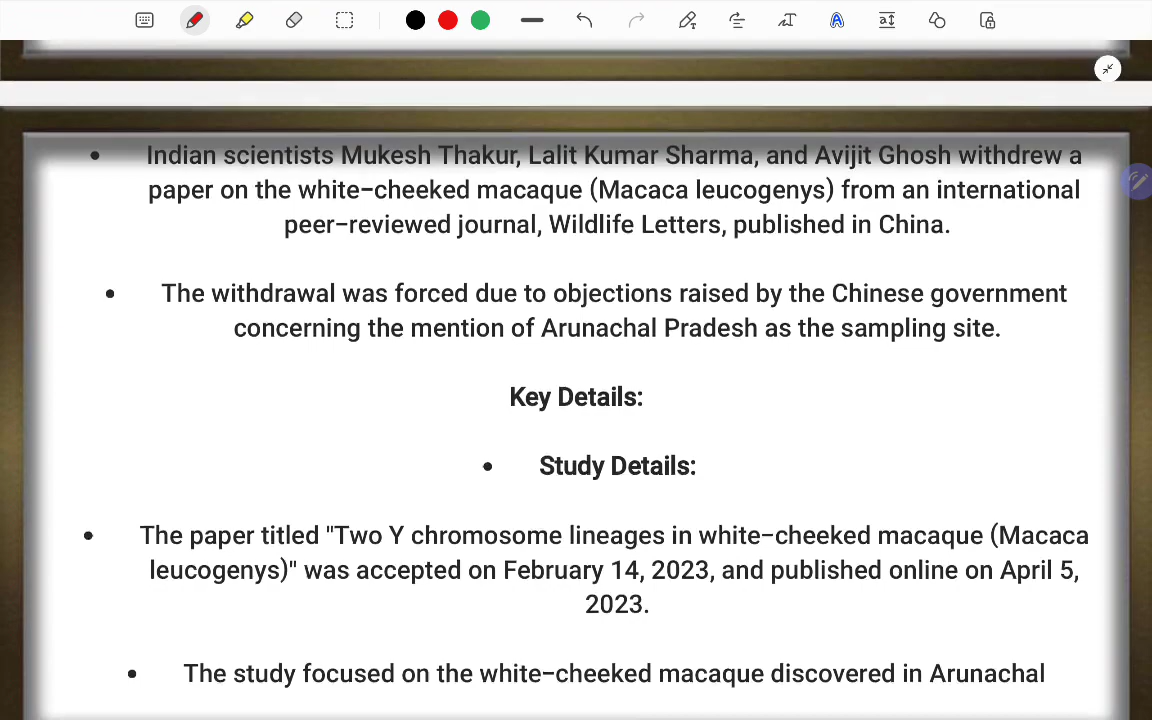 • Indian scientists Mukesh Thakur, Lalit Kumar Sharma, and Avijit Ghosh withdrew a
paper on the white-cheeked macaque (Macaca leucogenys) from an international
peer-reviewed journal, Wildlife Letters, published in China.
• The withdrawal was forced due to objections raised by the Chinese government
concerning the mention of Arunachal Pradesh as the sampling site.
Key Details:
• Study Details:
• The paper titled "Two Y chromosome lineages in white-cheeked macaque (Macaca
leucogenys)" was accepted on February 14, 2023, and published online on April 5,
2023.
• The study focused on the white-cheeked macaque discovered in Arunachal